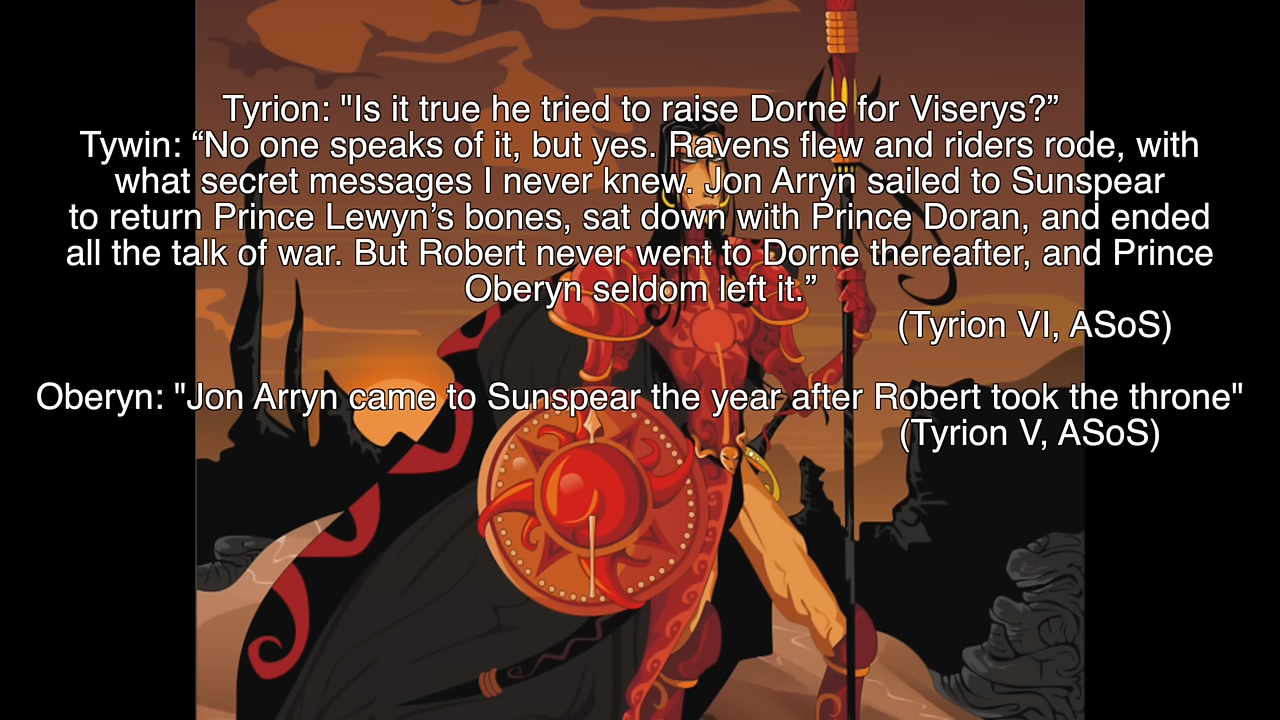 Tyrion: "Is it true he tried to raise Dorne for Viserys?”
Tywin: “No one speaks of it, but yes. Ravens flew and riders rode, with
what secret messages I never knew. Jon Arryn sailed to Sunspear
to return Prince Lewyn’s bones, sat down with Prince Doran, and ended
all the talk of war. But Robert never went to Dorne thereafter, and Prince
Oberyn seldom left it.”
(Tyrion VI, ASoS)
Oberyn: "Jon Arryn came to Sunspear the year after Robert took the throne"
(Tyrion V, ASoS)